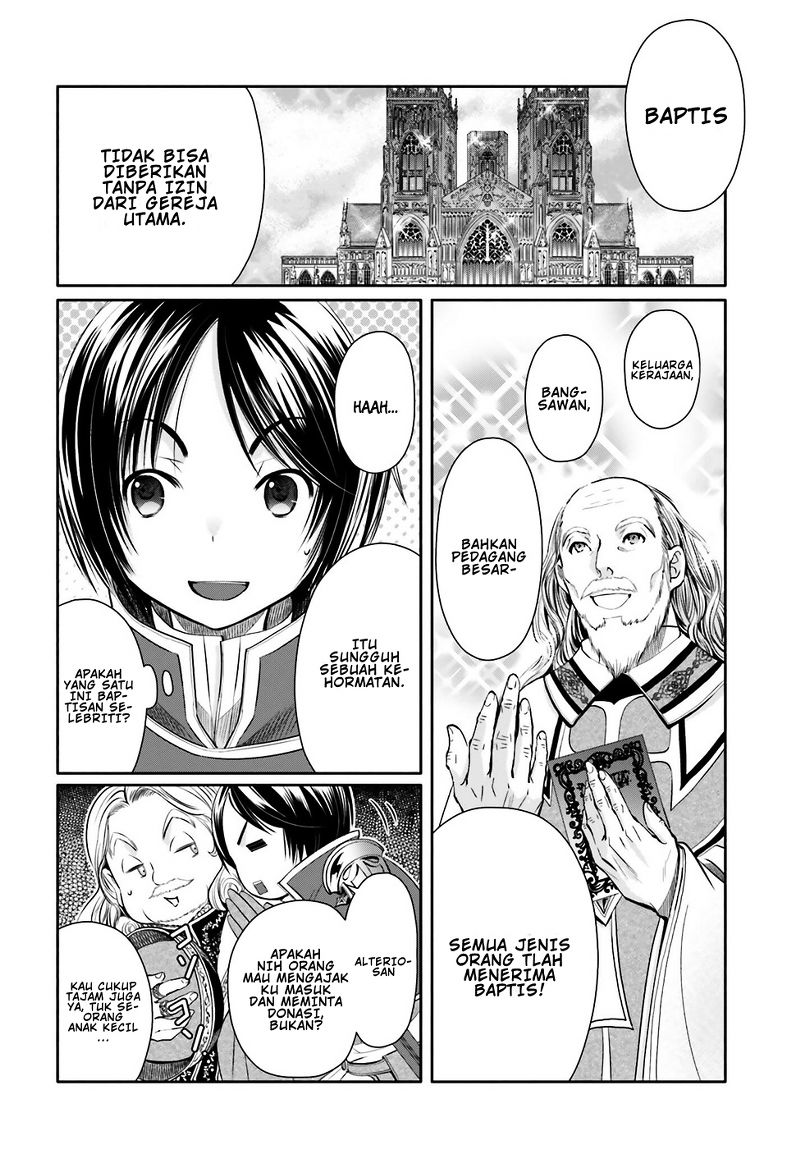 BAPTIS
TIDAK BISA
DIBERIKAN
TANPA IZIN
DARI GEREJA
UTAMA.
KELUARGA
KERAJAAN,
BANG-
SAWAN,
BAHKAN
PEDAGANG
BESAR-
SEMUA JENIS
ORANG TLAH
MENERIMA
BAPTIS!
HAAH...
ITU
SUNGGUH
SEBUAH KE-
HORMATAN.
APAKAH
YANG SATU
INI BAP-
TISAN SE-
LEBRITI?
ALTERIO-
SAN
APAKAH
NIH ORANG
MAU MENGAJAK
KU MASUK
DAN MEMINTA
DONASI,
BUKAN?
KAU CUKUP
TAJAM JUGA
YA, TUK SE-
ORANG
ANAK KECIL
...